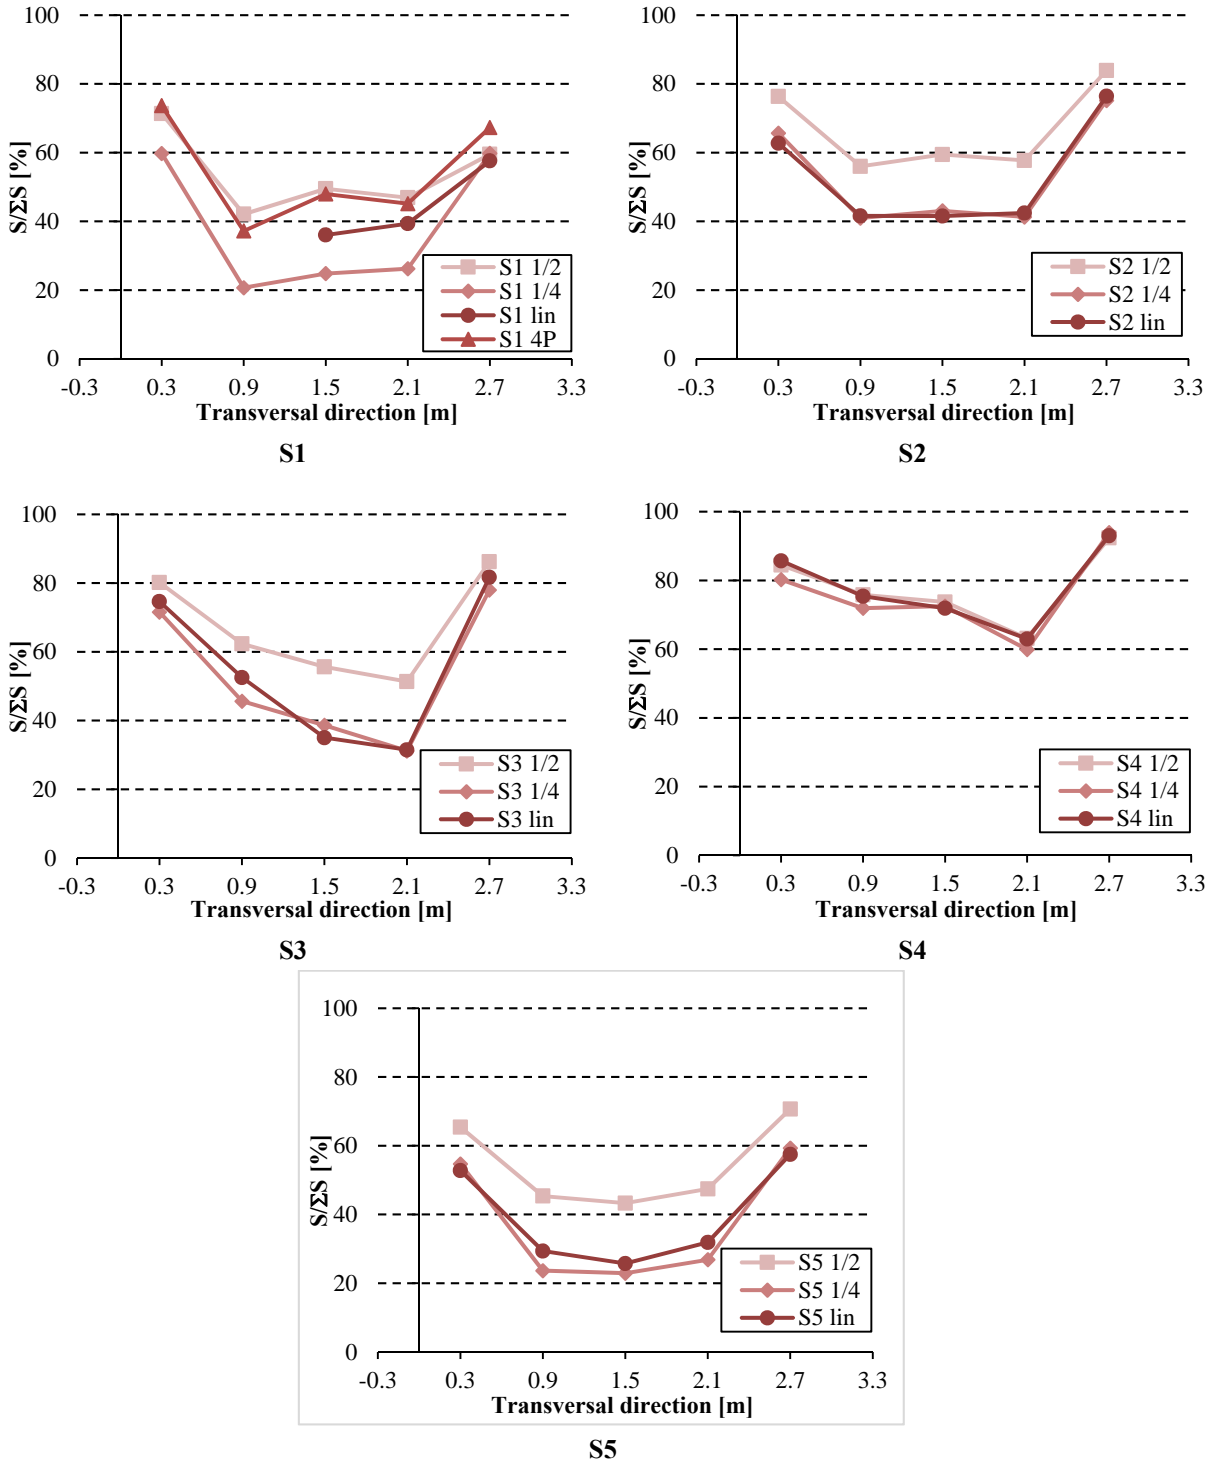 100
80
60
40
20
0
S/ΣS [%]
-0.3 0.3 0.9 1.5 2.1 2.7 3.3
Transversal direction [m]
S1 1/2
S1 1/4
S1 lin
S1 4P
S1
100
80
60
40
20
0
S/ΣS [%]
-0.3 0.3 0.9 1.5 2.1 2.7 3.3
Transversal direction [m]
S2 1/2
S2 1/4
S2 lin
S2
100
80
60
40
20
0
S/ΣS [%]
-0.3 0.3 0.9 1.5 2.1 2.7 3.3
Transversal direction [m]
S3 1/2
S3 1/4
S3 lin
S3
100
80
60
40
20
0
S/ΣS [%]
-0.3 0.3 0.9 1.5 2.1 2.7 3.3
Transversal direction [m]
S4 1/2
S4 1/4
S4 lin
S4
100
80
60
40
20
0
S/ΣS [%]
-0.3 0.3 0.9 1.5 2.1 2.7 3.3
Transversal direction [m]
S5 1/2
S5 1/4
S5 lin
S5